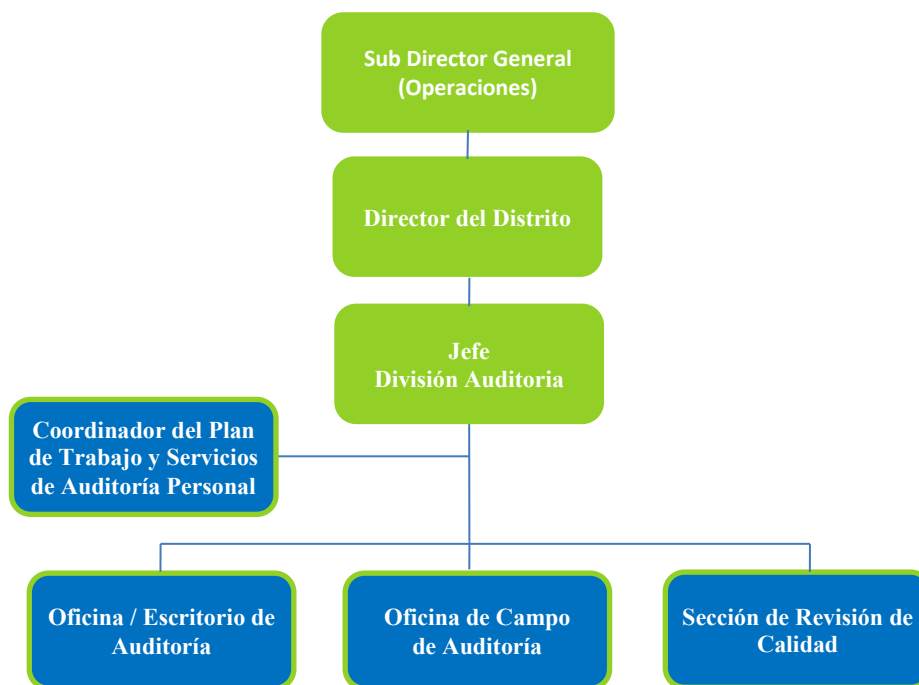 Sub Director General
(Operaciones)
Director del Distrito
Jefe
División Auditoria
Coordinador del Plan
de Trabajo y Servicios
de Auditoría Personal
Oficina / Escritorio de
Auditoría
Oficina de Campo
de Auditoría
Sección de Revisión de
Calidad